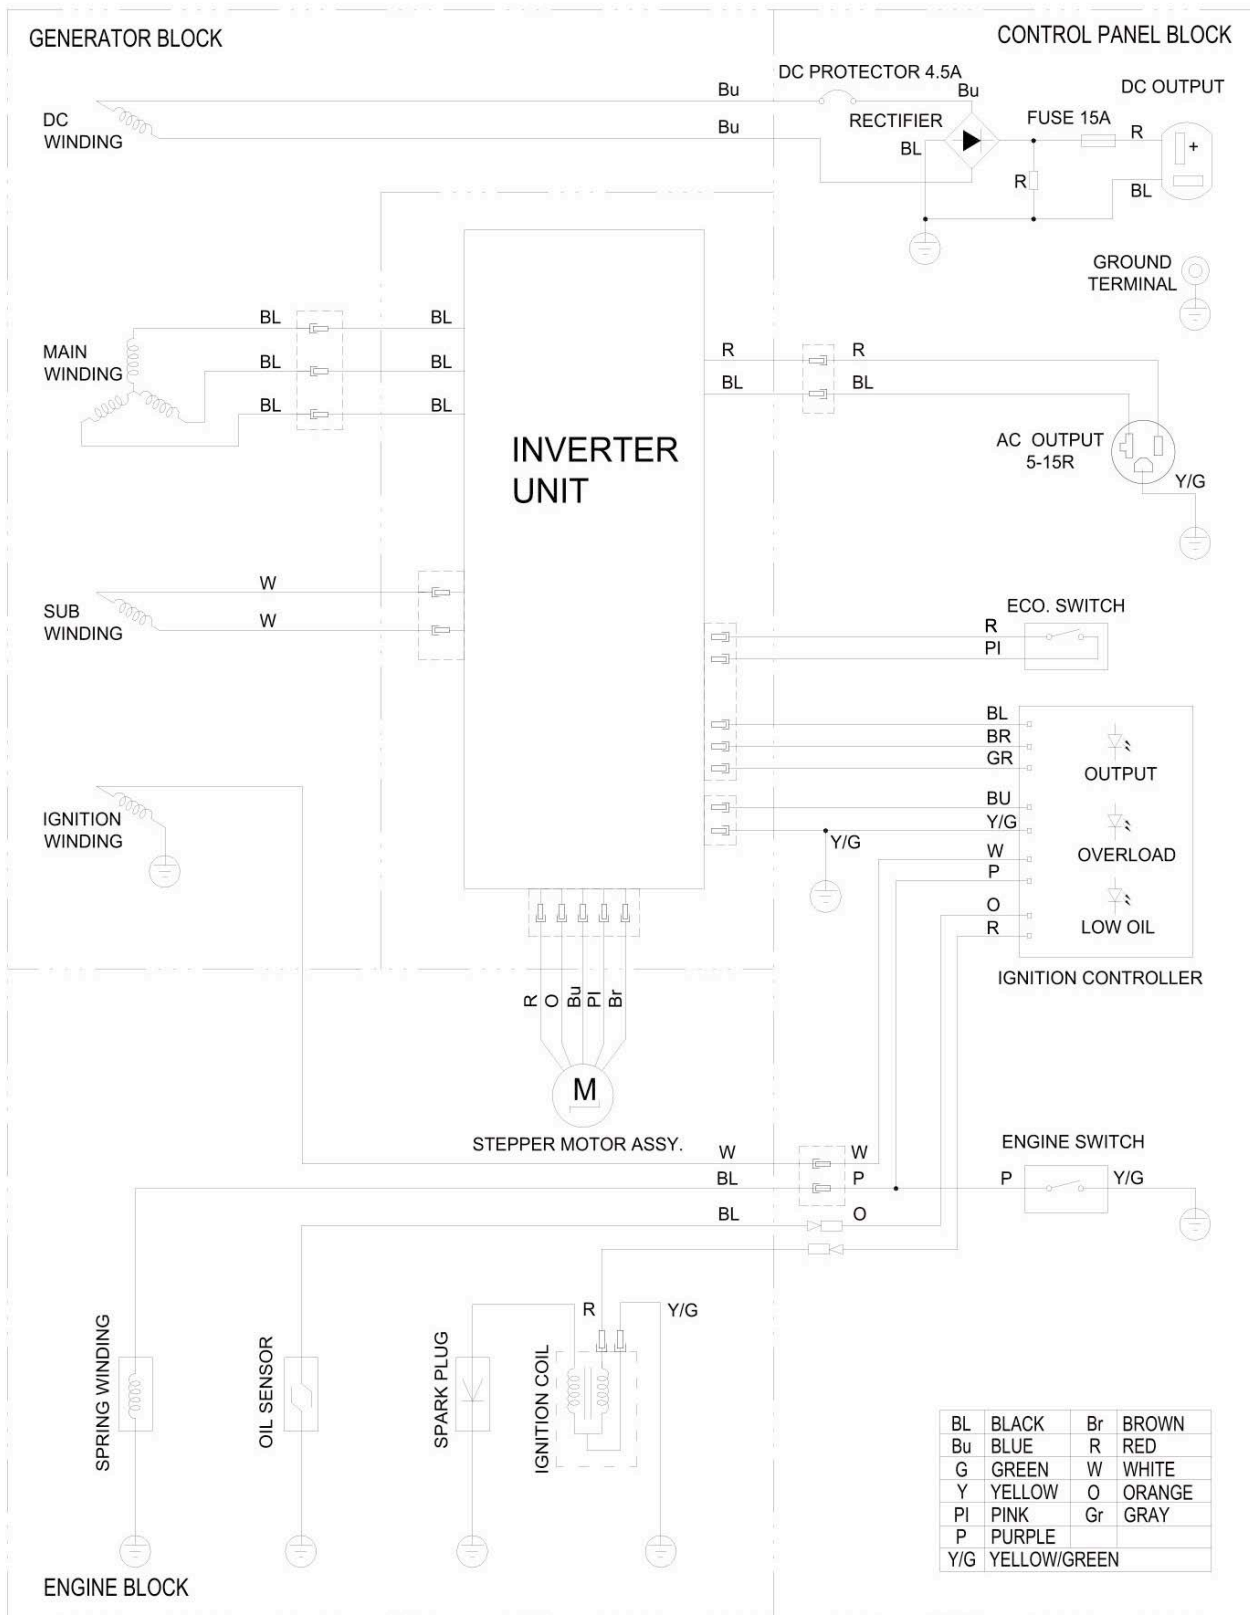 GENERATOR BLOCK
CONTROL PANEL BLOCK
DC PROTECTOR 4.5A
DC OUTPUT
Bu
Bu
DC
WINDING
Bu
RECTIFIER
FUSE 15A
R
+
BL
R
BL
GROUND
TERMINAL
MAIN
WINDING
BL
BL
BL
BL
BL
BL
R
R
BL
BL
INVERTER
UNIT
AC OUTPUT
5-15R
Y/G
SUB
WINDING
W
W
ECO. SWITCH
R
PI
BL
BR
GR
OUTPUT
BU
Y/G
Y/G
OVERLOAD
W
P
O
R
LOW OIL
IGNITION CONTROLLER
IGNITION
WINDING
R
O
Bu
PI
Br
M
STEPPER MOTOR ASSY.
W
W
BL
P
BL
O
ENGINE SWITCH
P
Y/G
R
Y/G
SPRING WINDING
OIL SENSOR
SPARK PLUG
IGNITION COIL
BL BLACK Br BROWN
Bu BLUE R RED
G GREEN W WHITE
Y YELLOW O ORANGE
PI PINK Gr GRAY
P PURPLE
Y/G YELLOW/GREEN
ENGINE BLOCK